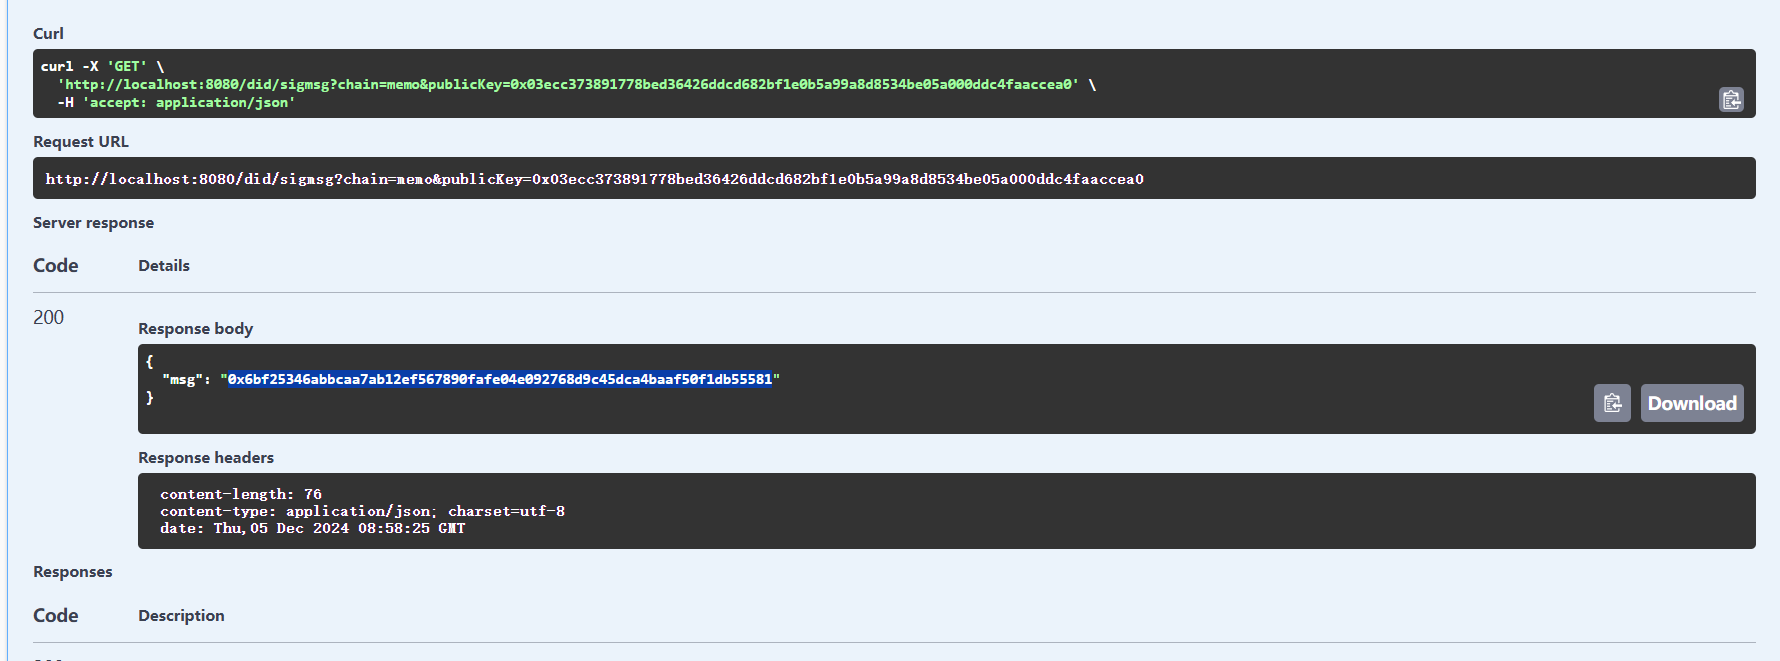 Curl
curl -X 'GET' \
'http://localhost:8080/did/sigmsg?chain=memo&publicKey=0x03ecc373891778bed36426ddcd682bf1e0b5a99a8d8534be05a000ddc4faaccea0' \
-H 'accept: application/json'
Request URL
http://localhost:8080/did/sigmsg?chain=memo&publicKey=0x03ecc373891778bed36426ddcd682bf1e0b5a99a8d8534be05a000ddc4faaccea0
Server response
Code Details
200
Response body
{
"msg": "0x6bf25346abbcaa7ab12ef567890fafe04e092768d9c45dca4baaf50f1db55581"
}
Download
Response headers
content-length: 76
content-type: application/json; charset=utf-8
date: Thu,05 Dec 2024 08:58:25 GMT
Responses
Code Description